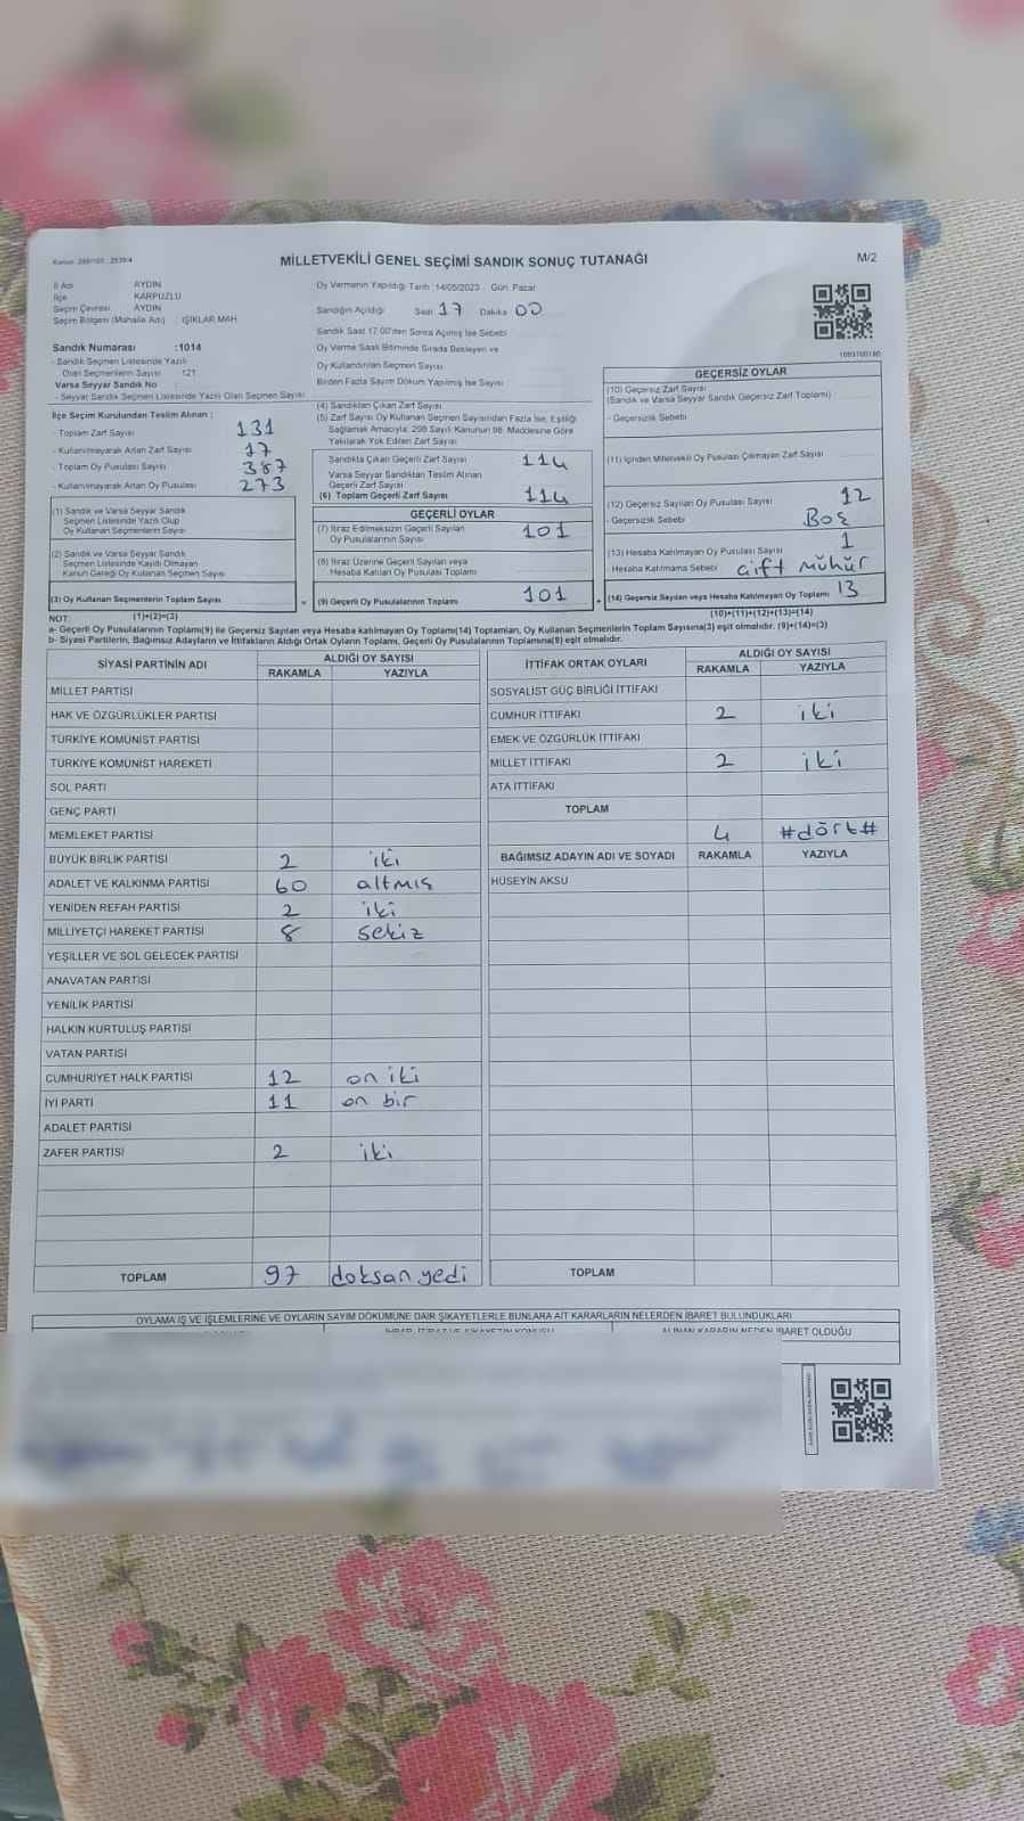 MİLLETVEKİLİ GENEL SEÇİMİ SANDIK SONUÇ TUTANAĞI
M/2
İl Adı AYDIN
İlçe KARPUZLU
Seçim Çevresi AYDIN
Seçim Bölgesi (Mahalle Adı) : IŞIKLAR MAH.
Sandık Numarası :1014
- Sandık Seçmen Listesinde Yazılı
Olan Seçmenlerin Sayısı :121
Varsa Seyyar Sandık No
- Seyyar Sandık Seçmen Listesinde Yazılı Olan Seçmen Sayısı
Oy Vermenin Yapıldığı Tarih :14/05/2023 - Gün: Pazar
Sandığın Açıldığı Saat 17 Dakika 00
Sandık Saat 17.00'den Sonra Açılmış İse Sebebi
Oy Verme Saati Bitiminde Sırada Bekleyen ve
Oy Kullandırılan Seçmen Sayısı
Birden Fazla Sayım Döküm Yapılmış İse Sayısı
İlçe Seçim Kurulundan Teslim Alınan :
- Toplam Zarf Sayısı 131
- Kullanılmayarak Artan Zarf Sayısı 17
- Toplam Oy Pusulası Sayısı 387
- Kullanılmayarak Artan Oy Pusulası 273
(1) Sandık ve Varsa Seyyar Sandık
Seçmen Listesinde Yazılı Olup
Oy Kullanan Seçmenlerin Sayısı
(2) Sandık ve Varsa Seyyar Sandık
Seçmen Listesinde Kayıtlı Olmayan
Kanun Gereği Oy Kullanan Seçmen Sayısı
(3) Oy Kullanan Seçmenlerin Toplam Sayısı
(4) Sandıktan Çıkan Zarf Sayısı
(5) Zarf Sayısı Oy Kullanan Seçmen Sayısından Fazla İse, Eşitliği
Sağlamak Amacıyla, 298 Sayılı Kanunun 98. Maddesine Göre
Yakılarak Yok Edilen Zarf Sayısı
Sandıkta Çıkan Geçerli Zarf Sayısı 114
Varsa Seyyar Sandıktan Teslim Alınan
Geçerli Zarf Sayısı
(6) Toplam Geçerli Zarf Sayısı 114
GEÇERLİ OYLAR
(7) İtiraz Edilmeksizin Geçerli Sayılan
Oy Pusulalarının Sayısı 101
(8) İtiraz Üzerine Geçerli Sayılan veya
Hesaba Katılan Oy Pusulası Toplamı
(9) Geçerli Oy Pusulalarının Toplamı 101
GEÇERSİZ OYLAR
(10) Geçersiz Zarf Sayısı
(Sandık ve Varsa Seyyar Sandık Geçersiz Zarf Toplamı)
- Geçersizlik Sebebi
(11) İçinden Milletvekili Oy Pusulası Çıkmayan Zarf Sayısı
(12) Geçersiz Sayılan Oy Pusulası Sayısı 12
- Geçersizlik Sebebi Boş
(13) Hesaba Katılmayan Oy Pusulası Sayısı 1
Hesaba Katılmama Sebebi çift mühür
(14) Geçersiz Sayılan veya Hesaba Katılmayan Oy Toplamı 13
NOT: (1)+(2)=(3)
(10)+(11)+(12)+(13)=(14)
a- Geçerli Oy Pusulalarının Toplamı(9) ile Geçersiz Sayılan veya Hesaba katılmayan Oy Toplamı(14) Toplamları, Oy Kullanan Seçmenlerin Toplam Sayısına(3) eşit olmalıdır. (9)+(14)=(3)
b- Siyasi Partilerin, Bağımsız Adayların ve İttifakların Aldığı Ortak Oyların Toplamı, Geçerli Oy Pusulalarının Toplamına(9) eşit olmalıdır.
SİYASİ PARTİNİN ADI ALDIĞI OY SAYISI
RAKAMLA YAZIYLA
MİLLET PARTİSİ
HAK VE ÖZGÜRLÜKLER PARTİSİ
TÜRKİYE KOMÜNİST PARTİSİ
TÜRKİYE KOMÜNİST HAREKETİ
SOL PARTİ
GENÇ PARTİ
MEMLEKET PARTİSİ
BÜYÜK BİRLİK PARTİSİ 2 iki
ADALET VE KALKINMA PARTİSİ 60 altmış
YENİDEN REFAH PARTİSİ 2 iki
MİLLİYETÇİ HAREKET PARTİSİ 8 sekiz
YEŞİLLER VE SOL GELECEK PARTİSİ
ANAVATAN PARTİSİ
YENİLİK PARTİSİ
HALKIN KURTULUŞ PARTİSİ
VATAN PARTİSİ
CUMHURİYET HALK PARTİSİ 12 on iki
İYİ PARTİ 11 on bir
ADALET PARTİSİ
ZAFER PARTİSİ 2 iki
TOPLAM 97 doksan yedi
İTTİFAK ORTAK OYLARI ALDIĞI OY SAYISI
RAKAMLA YAZIYLA
SOSYALİST GÜÇ BİRLİĞİ İTTİFAKI
CUMHUR İTTİFAKI 2 iki
EMEK VE ÖZGÜRLÜK İTTİFAKI
MİLLET İTTİFAKI 2 iki
ATA İTTİFAKI
TOPLAM
4 #dört#
BAĞIMSIZ ADAYIN ADI VE SOYADI RAKAMLA YAZIYLA
HÜSEYİN AKSU
TOPLAM
OYLAMA İŞ VE İŞLEMLERİNE VE OYLARIN SAYIM DÖKÜMÜNE DAİR ŞİKAYETLERLE BUNLARA AİT KARARLARIN NELERDEN İBARET BULUNDUKLARI
ALINAN KARARIN NEDEN İBARET OLDUĞU